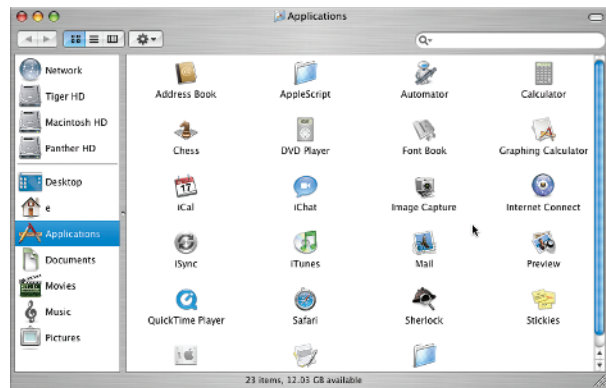 Applications
Network
Tiger HD
Macintosh HD
Panther HD
Desktop
e
Applications
Documents
Movies
Music
Pictures
Address Book AppleScript Automator Calculator
Chess DVD Player Font Book Graphing Calculator
17
iCal iChat Image Capture Internet Connect
iSync iTunes Mail Preview
QuickTime Player Safari Sherlock Stickies
23 items, 12.03 GB available